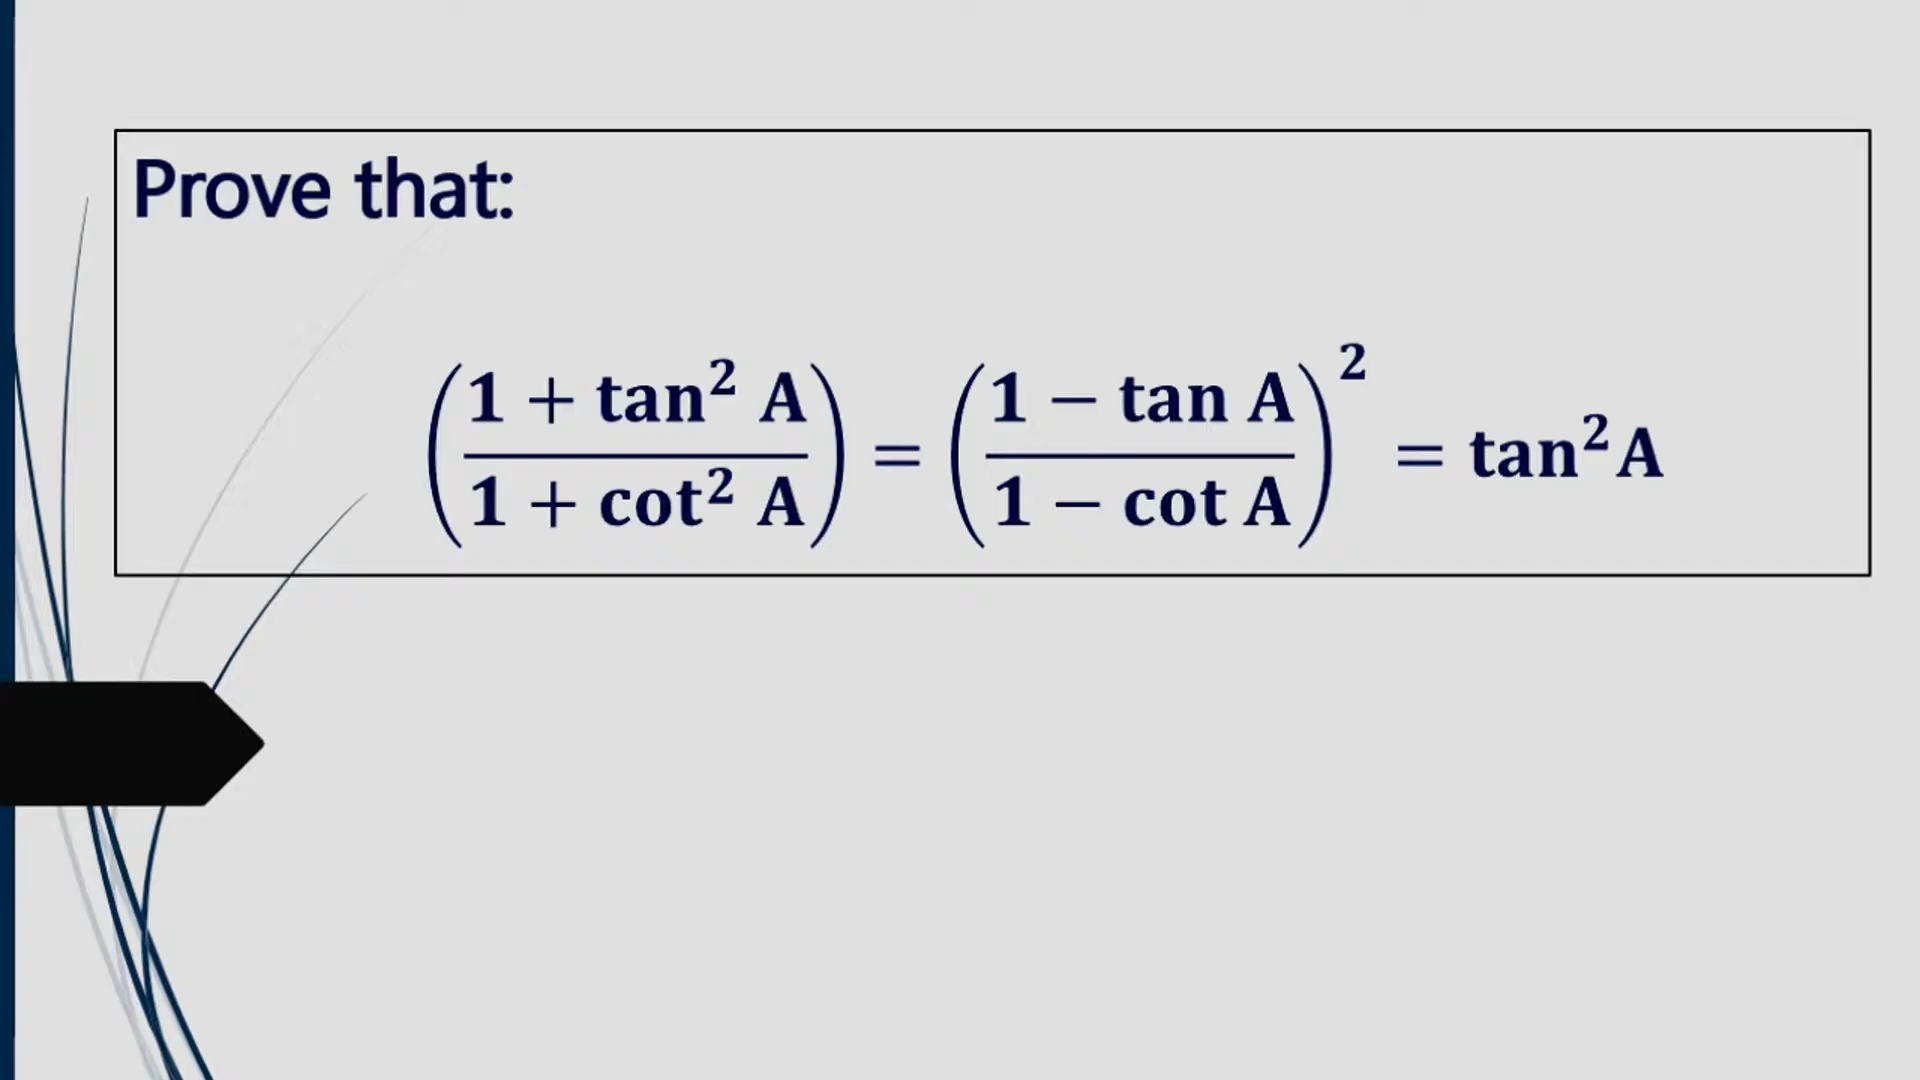 Prove that:
(1 + tan² A / 1 + cot² A) = (1 − tan A / 1 − cot A)² = tan²A